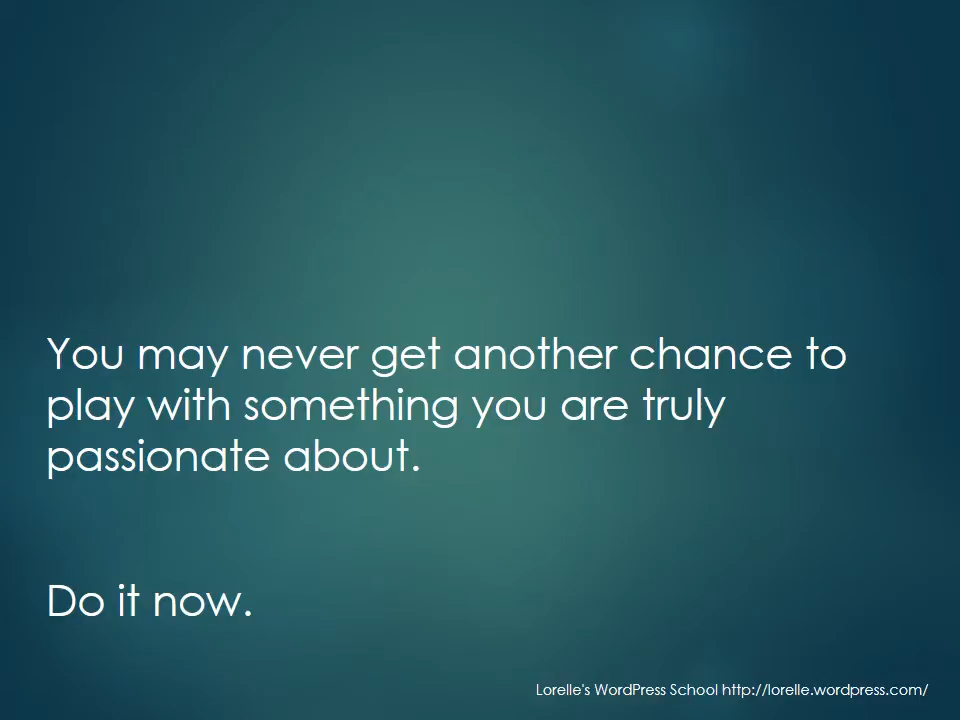 You may never get another chance to
play with something you are truly
passionate about.
Do it now.
Lorelle's WordPress School http://lorelle.wordpress.com/